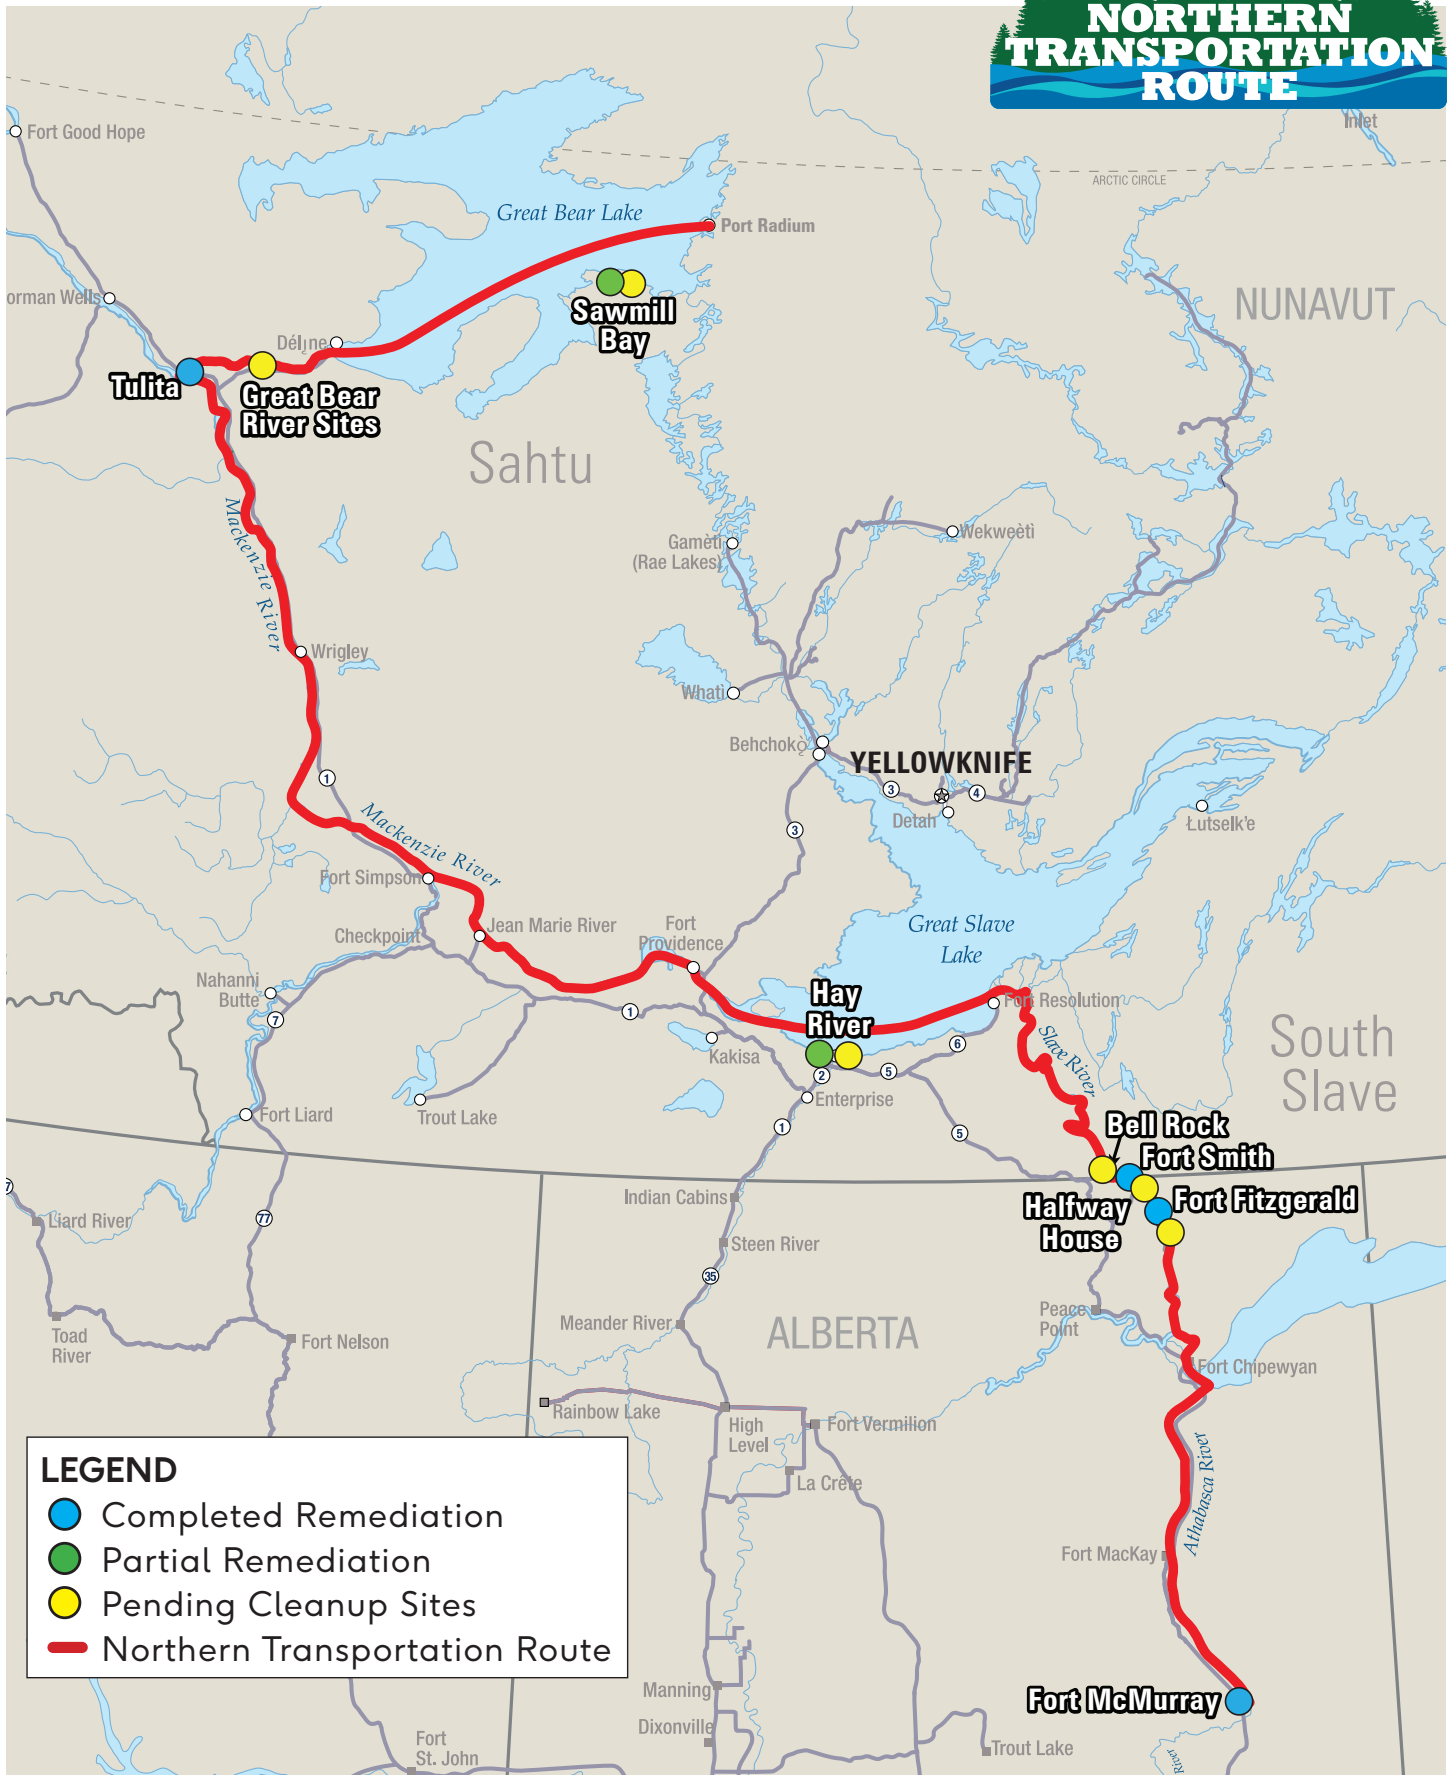 NORTHERN
TRANSPORTATION
ROUTE
Inlet
Fort Good Hope
ARCTIC CIRCLE
Great Bear Lake
Port Radium
orman Wells
Sawmill
Bay
NUNAVUT
Délįne
Tulita
Great Bear
River Sites
Sahtu
Mackenzie River
Gamètì
(Rae Lakes)
Wekweètì
Wrigley
Whatì
Behchokǫ̀
YELLOWKNIFE
1
3
4
Detah
Łutselk'e
3
Mackenzie River
Fort Simpson
Jean Marie River
Checkpoint
Fort
Providence
Great Slave
Lake
Nahanni
Butte
7
1
Hay
River
Fort Resolution
Slave River
South
Slave
Kakisa
6
2
5
Fort Liard
Trout Lake
Enterprise
1
5
Bell Rock
Fort Smith
7
Liard River
77
Indian Cabins
Halfway
House
Fort Fitzgerald
Steen River
35
Toad
River
Fort Nelson
Meander River
ALBERTA
Peace
Point
Fort Chipewyan
Rainbow Lake
High
Level
Fort Vermilion
La Crête
Athabasca River
Fort MacKay
LEGEND
Completed Remediation
Partial Remediation
Pending Cleanup Sites
Northern Transportation Route
Manning
Dixonville
Fort McMurray
Fort
St. John
Trout Lake
River